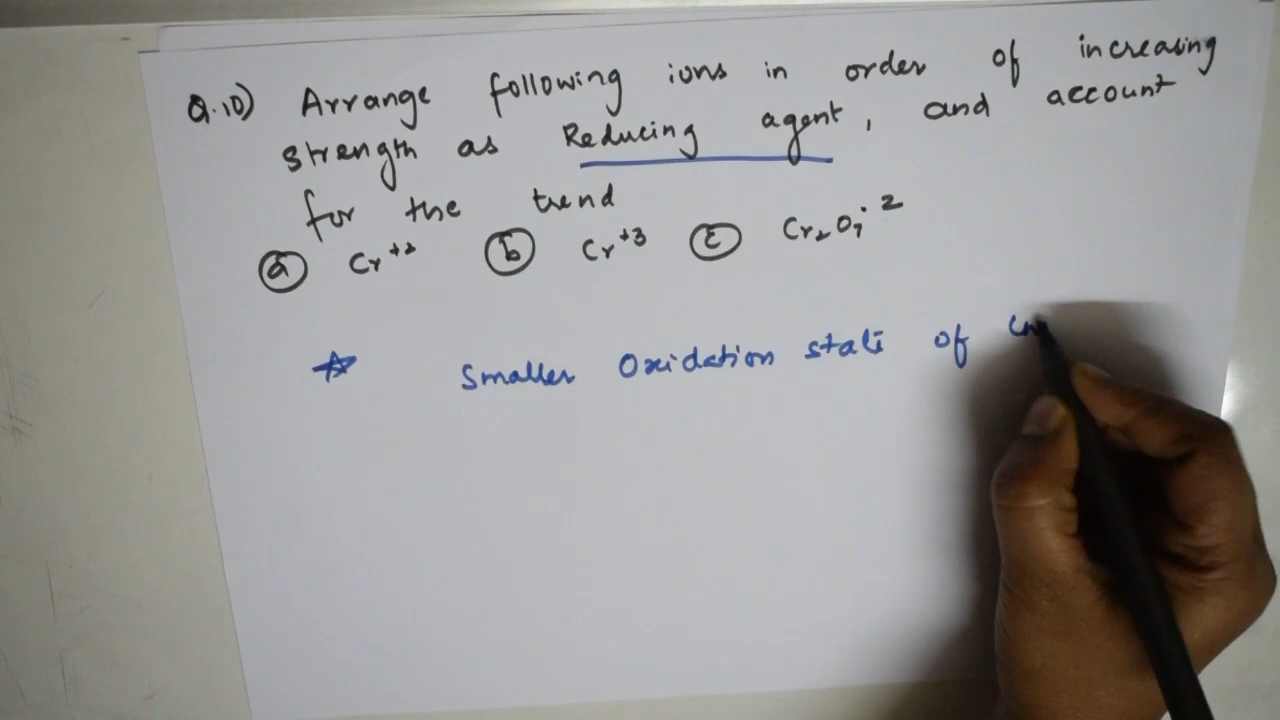 Q.10) Arrange following ions in order of increasing
strength as Reducing agent, and account
for the trend
(a) Cr+2 (b) Cr+3 (c) Cr2O7-2
Smaller Oxidation state of